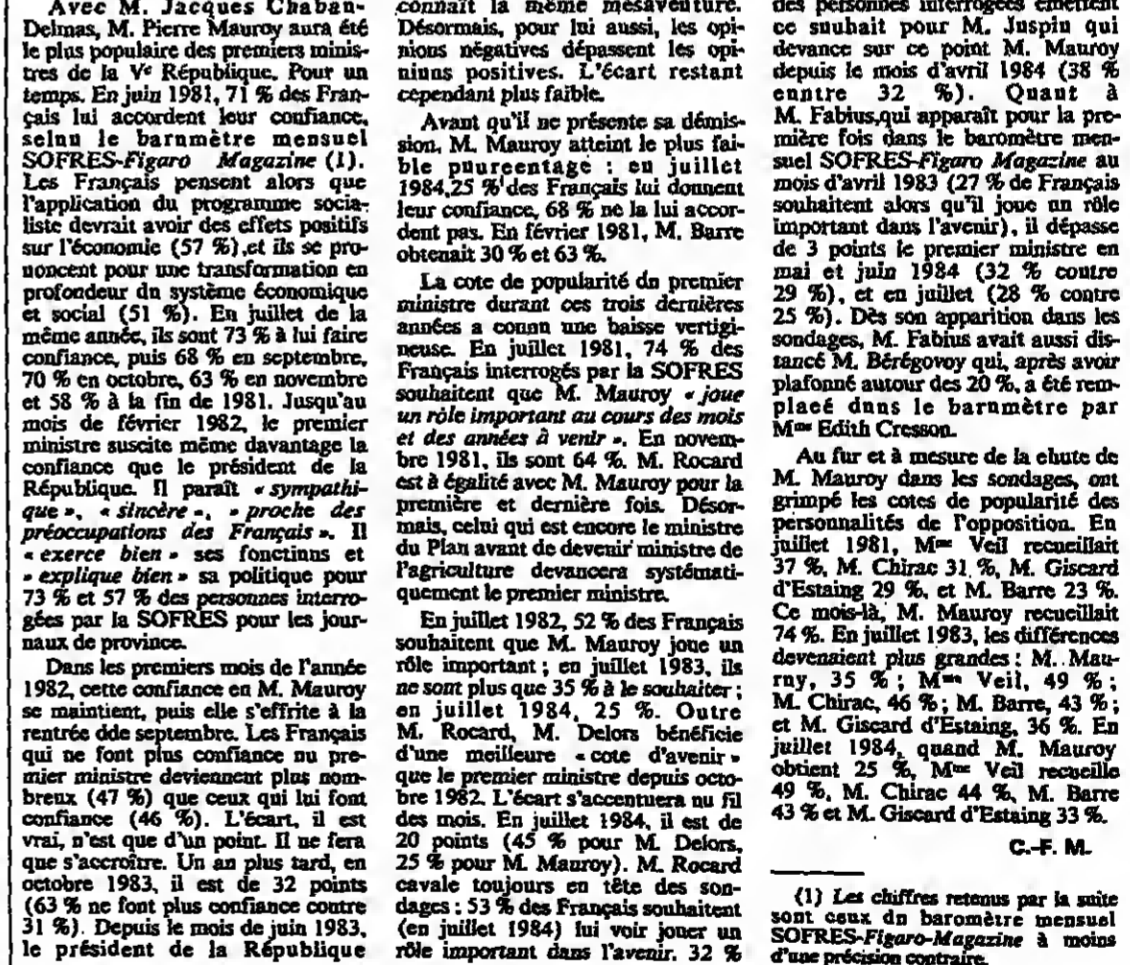 Avec M. Jacques Chaban-
Delmas, M. Pierre Mauroy aura été
le plus populaire des premiers minis-
tres de la Vᵉ République. Pour un
temps. En juin 1981, 71 % des Fran-
çais lui accordent leur confiance,
selnu le barnmètre mensuel
SOFRES-Figaro Magazine (1).
Les Français pensent alors que
l'application du programme socia-
liste devrait avoir des effets positifs
sur l'économie (57 %),et ils se pro-
noncent pour une transformation en
profondeur dn système économique
et social (51 %). En juillet de la
même année, ils sont 73 % à lui faire
confiance, puis 68 % en septembre,
70 % en octobre, 63 % en novembre
et 58 % à la fin de 1981. Jusqu'au
mois de février 1982, le premier
ministre suscite même davantage la
confiance que le président de la
République. Il paraît « sympathi-
que », « sincère », « proche des
préoccupations des Français ». Il
« exerce bien » ses fonctinns et
« explique bien » sa politique pour
73 % et 57 % des personnes interro-
gées par la SOFRES pour les jour-
naux de province.
Dans les premiers mois de l'année
1982, cette confiance en M. Mauroy
se maintient, puis elle s'effrite à la
rentrée dde septembre. Les Français
qui ne font plus confiance nu pre-
mier ministre deviennent plus nom-
breux (47 %) que ceux qui lui font
confiance (46 %). L'écart, il est
vrai, n'est que d'un point. Il ne fera
que s'accroître. Un an plus tard, en
octobre 1983, il est de 32 points
(63 % ne font plus confiance contre
31 %). Depuis le mois de juin 1983,
le président de la République
connaît la même mésaventure.
Désormais, pour lui aussi, les opi-
nions négatives dépassent les opi-
ninns positives. L'écart restant
cependant plus faible.
Avant qu'il ne présente sa démis-
sion, M. Mauroy atteint le plus fai-
ble puurcentage : en juillet
1984,25 % des Français lui donnent
leur confiance, 68 % ne la lui accor-
dent pas. En février 1981, M. Barre
obtenait 30 % et 63 %.
La cote de popularité dn premier
ministre durant ces trois dernières
années a connn une baisse vertigi-
neuse. En juillet 1981, 74 % des
Français interrogés par la SOFRES
souhaitent que M. Mauroy « joue
un rôle important au cours des mois
et des années à venir ». En novem-
bre 1981, ils sont 64 %. M. Rocard
est à égalité avec M. Mauroy pour la
première et dernière fois. Désor-
mais, celui qui est encore le ministre
du Plan avant de devenir ministre de
l'agriculture devancera systémati-
quement le premier ministre.
En juillet 1982, 52 % des Français
souhaitent que M. Mauroy joue un
rôle important ; en juillet 1983, ils
ne sont plus que 35 % à le souhaiter ;
en juillet 1984, 25 %. Outre
M. Rocard, M. Delors bénéficie
d'une meilleure « cote d'avenir »
que le premier ministre depuis octo-
bre 1982. L'écart s'accentuera nu fil
des mois. En juillet 1984, il est de
20 points (45 % pour M. Delors,
25 % pour M. Mauroy). M. Rocard
cavale toujours en tête des son-
dages : 53 % des Français souhaitent
(en juillet 1984) lui voir jouer un
rôle important dans l'avenir. 32 %
des personnes interrogées émettent
ce snuhait pour M. Juspin qui
devance sur ce point M. Mauroy
depuis le mois d'avril 1984 (38 %
enntre 32 %). Quant à
M. Fabius,qui apparaît pour la pre-
mière fois dans le baromètre men-
suel SOFRES-Figaro Magazine au
mois d'avril 1983 (27 % de Français
souhaitent alors qu'il joue un rôle
important dans l'avenir), il dépasse
de 3 points le premier ministre en
mai et juin 1984 (32 % contre
29 %), et en juillet (28 % contre
25 %). Dès son apparition dans les
sondages, M. Fabius avait aussi dis-
tancé M. Bérégovoy qui, après avoir
plafonné autour des 20 %, a été rem-
placé dnns le barnmètre par
Mᵐᵉ Edith Cresson.
Au fur et à mesure de la ehute de
M. Mauroy dans les sondages, ont
grimpé les cotes de popularité des
personnalités de l'opposition. En
juillet 1981, Mᵐᵉ Veil recueillait
37 %, M. Chirac 31 %, M. Giscard
d'Estaing 29 %, et M. Barre 23 %.
Ce mois-là, M. Mauroy recueillait
74 %. En juillet 1983, les différences
devenaient plus grandes : M. Mau-
rny, 35 % ; Mᵐᵉ Veil, 49 % ;
M. Chirac, 46 % ; M. Barre, 43 % ;
et M. Giscard d'Estaing, 36 %. En
juillet 1984, quand M. Mauroy
obtient 25 %, Mᵐᵉ Veil recueille
49 %, M. Chirac 44 %, M. Barre
43 % et M. Giscard d'Estaing 33 %.
C.-F. M.
(1) Les chiffres retenus par la suite
sont ceux dn baromètre mensuel
SOFRES-Figaro-Magazine à moins
d'une précision contraire.